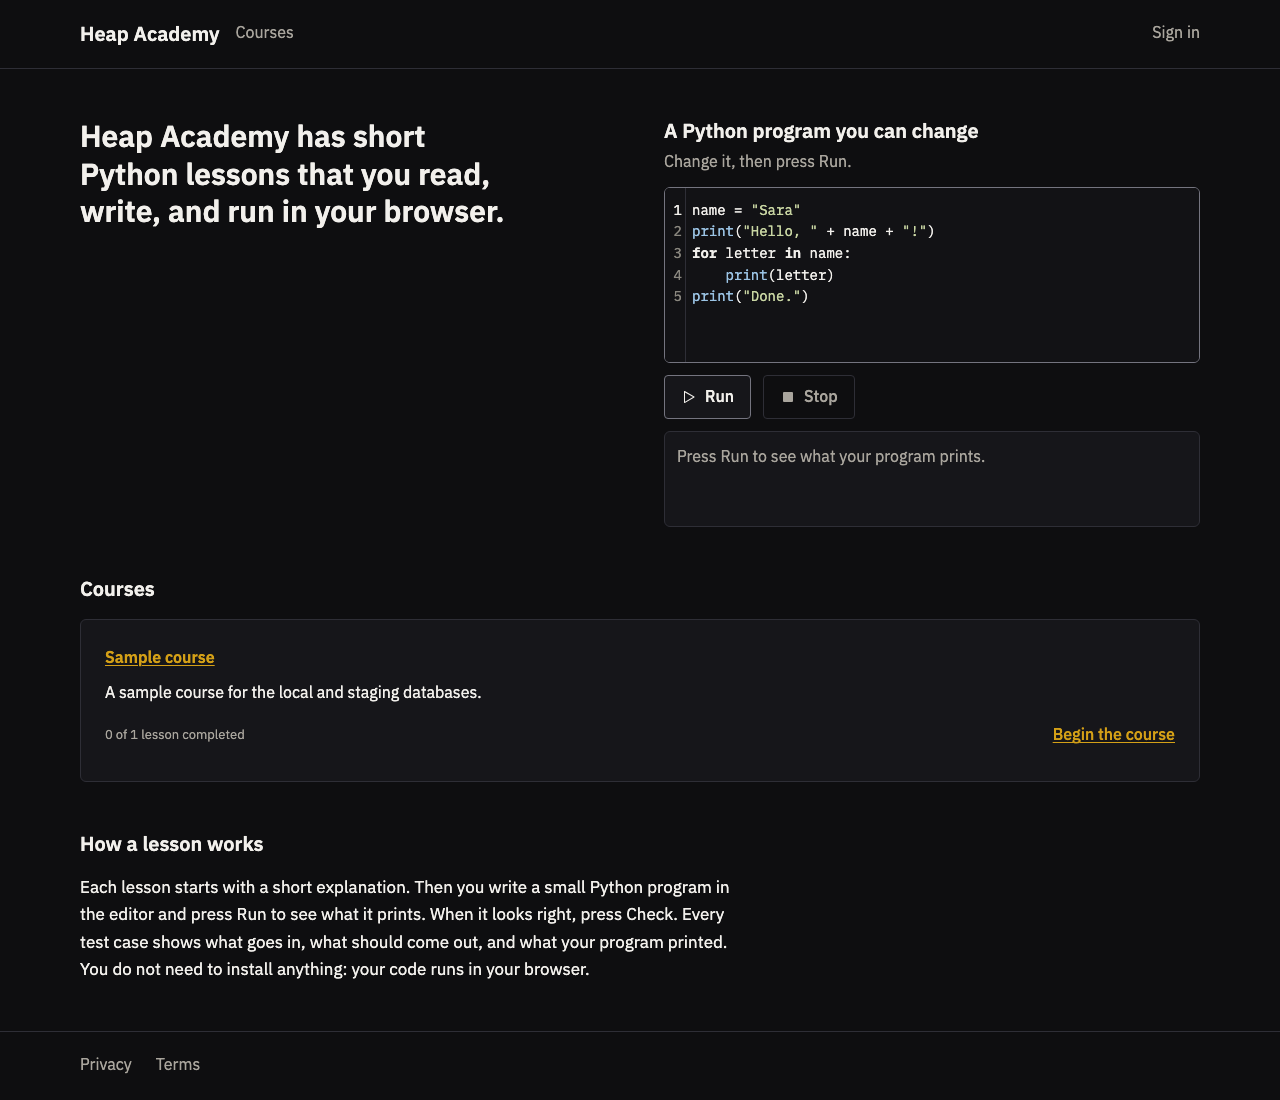 Heap Academy
Courses
Sign in
Heap Academy has short
Python lessons that you read,
write, and run in your browser.
A Python program you can change
Change it, then press Run.
1 name = "Sara"
2 print("Hello, " + name + "!")
3 for letter in name:
4     print(letter)
5 print("Done.")
Run
Stop
Press Run to see what your program prints.
Courses
Sample course
A sample course for the local and staging databases.
0 of 1 lesson completed
Begin the course
How a lesson works
Each lesson starts with a short explanation. Then you write a small Python program in
the editor and press Run to see what it prints. When it looks right, press Check. Every
test case shows what goes in, what should come out, and what your program printed.
You do not need to install anything: your code runs in your browser.
Privacy
Terms